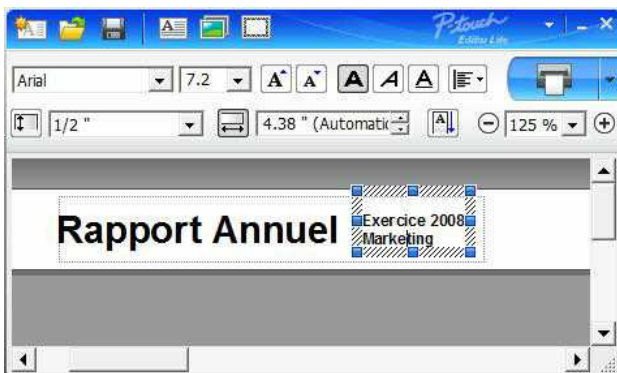 P-touch
Editor Lite
Arial
7.2
A A A A A
1/2 "
4.38 " (Automatic
A
125 %
Rapport Annuel
Exercice 2008
Marketing